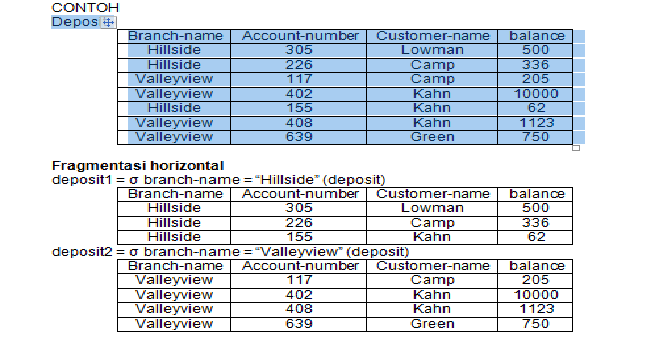 CONTOH
Depos
Branch-name Account-number Customer-name balance
Hillside 305 Lowman 500
Hillside 226 Camp 336
Valleyview 117 Camp 205
Valleyview 402 Kahn 10000
Hillside 155 Kahn 62
Valleyview 408 Kahn 1123
Valleyview 639 Green 750
Fragmentasi horizontal
deposit1 = σ branch-name = “Hillside” (deposit)
Branch-name Account-number Customer-name balance
Hillside 305 Lowman 500
Hillside 226 Camp 336
Hillside 155 Kahn 62
deposit2 = σ branch-name = “Valleyview” (deposit)
Branch-name Account-number Customer-name balance
Valleyview 117 Camp 205
Valleyview 402 Kahn 10000
Valleyview 408 Kahn 1123
Valleyview 639 Green 750